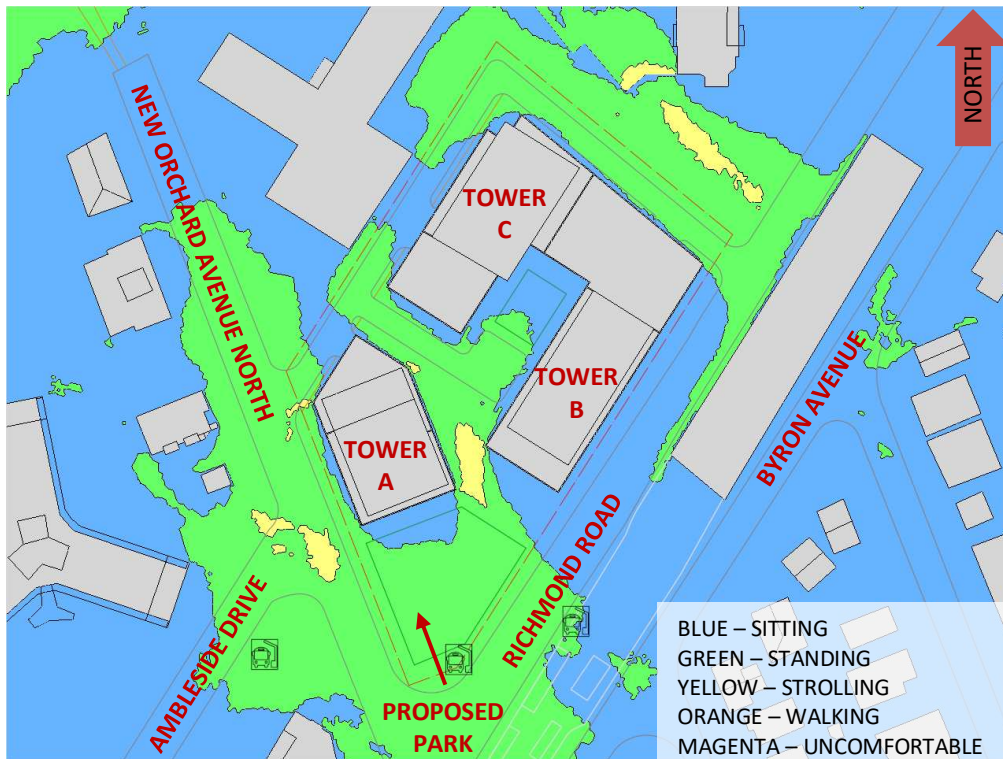 NORTH
NEW ORCHARD AVENUE NORTH
TOWER
C
TOWER
B
TOWER
A
BYRON AVENUE
RICHMOND ROAD
AMBLESIDE DRIVE
PROPOSED
PARK
BLUE – SITTING
GREEN – STANDING
YELLOW – STROLLING
ORANGE – WALKING
MAGENTA – UNCOMFORTABLE